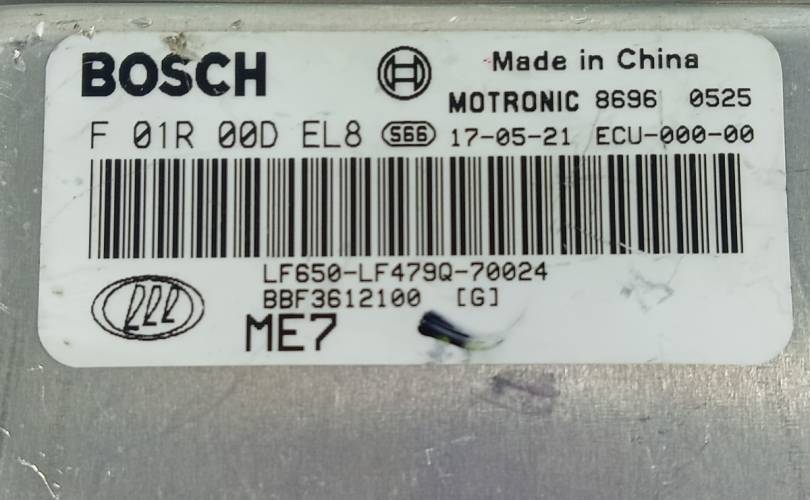 BOSCH
Made in China
MOTRONIC 8696 0525
F 01R 00D EL8 S66 17-05-21 ECU-000-00
LF650-LF479Q-70024
BBF3612100 [G]
ME7